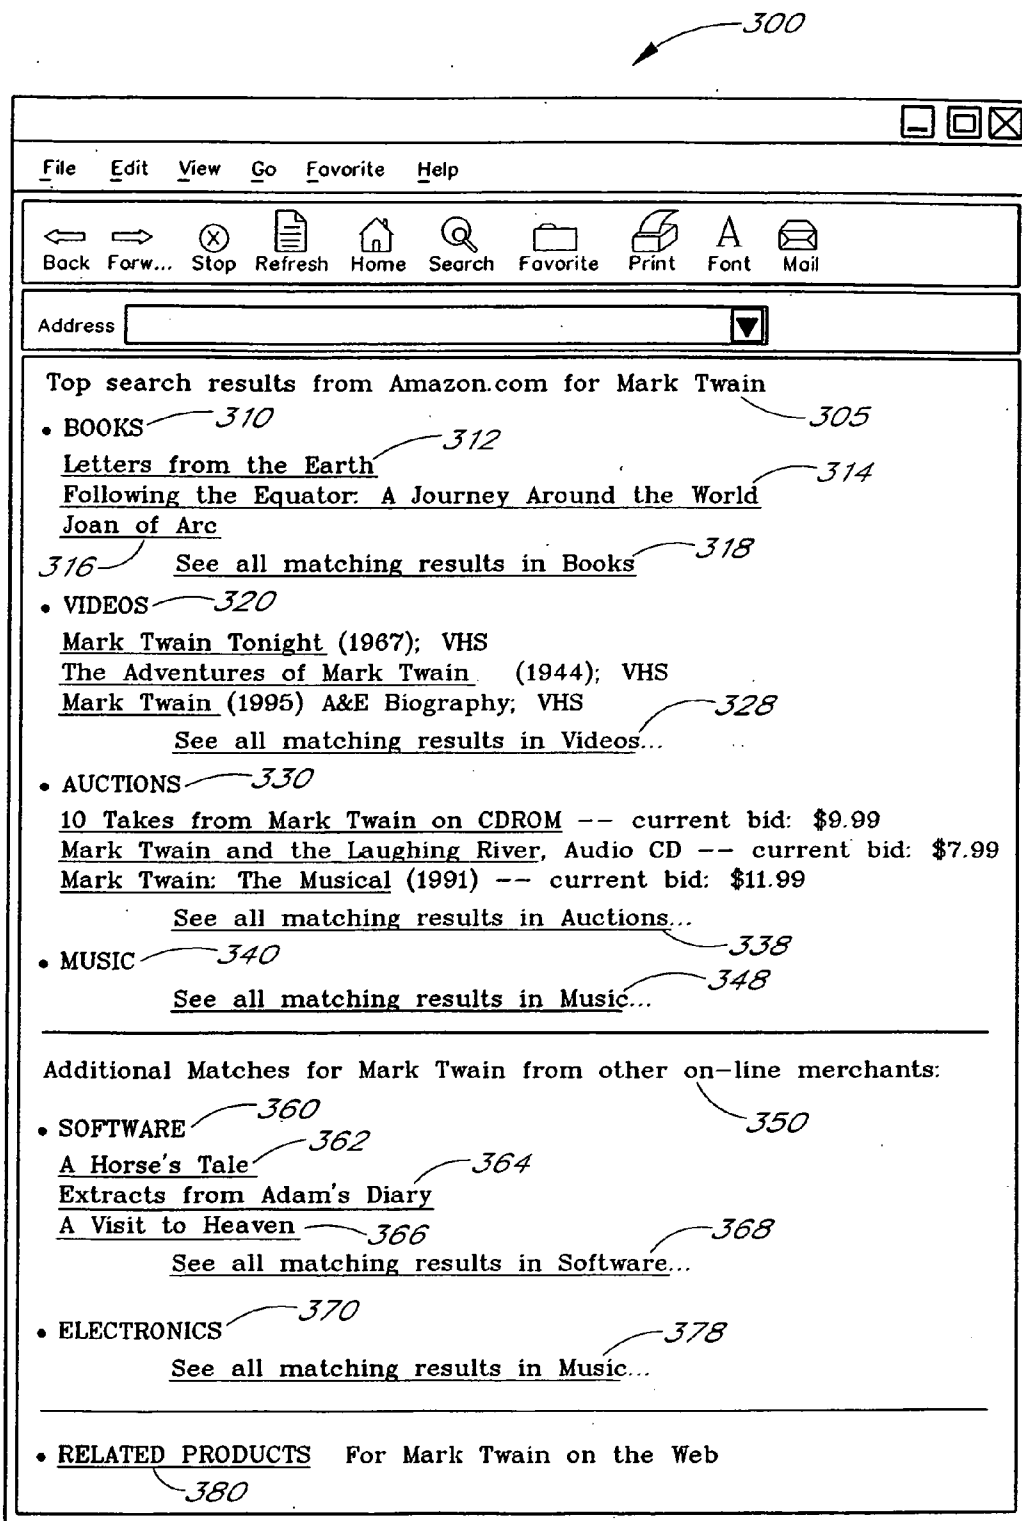 300
File Edit View Go Favorite Help
Back Forw... Stop Refresh Home Search Favorite Print Font Mail
Address
Top search results from Amazon.com for Mark Twain
305
• BOOKS 310
312
Letters from the Earth
314
Following the Equator: A Journey Around the World
Joan of Arc
316 See all matching results in Books 318
• VIDEOS 320
Mark Twain Tonight (1967); VHS
The Adventures of Mark Twain (1944); VHS
Mark Twain (1995) A&E Biography; VHS
328
See all matching results in Videos...
• AUCTIONS 330
10 Takes from Mark Twain on CDROM -- current bid: $9.99
Mark Twain and the Laughing River, Audio CD -- current bid: $7.99
Mark Twain: The Musical (1991) -- current bid: $11.99
See all matching results in Auctions...
338
• MUSIC 340
348
See all matching results in Music...
Additional Matches for Mark Twain from other on-line merchants:
350
• SOFTWARE 360
362
A Horse's Tale
364
Extracts from Adam's Diary
A Visit to Heaven 366
368
See all matching results in Software...
• ELECTRONICS 370
378
See all matching results in Music...
• RELATED PRODUCTS For Mark Twain on the Web
380